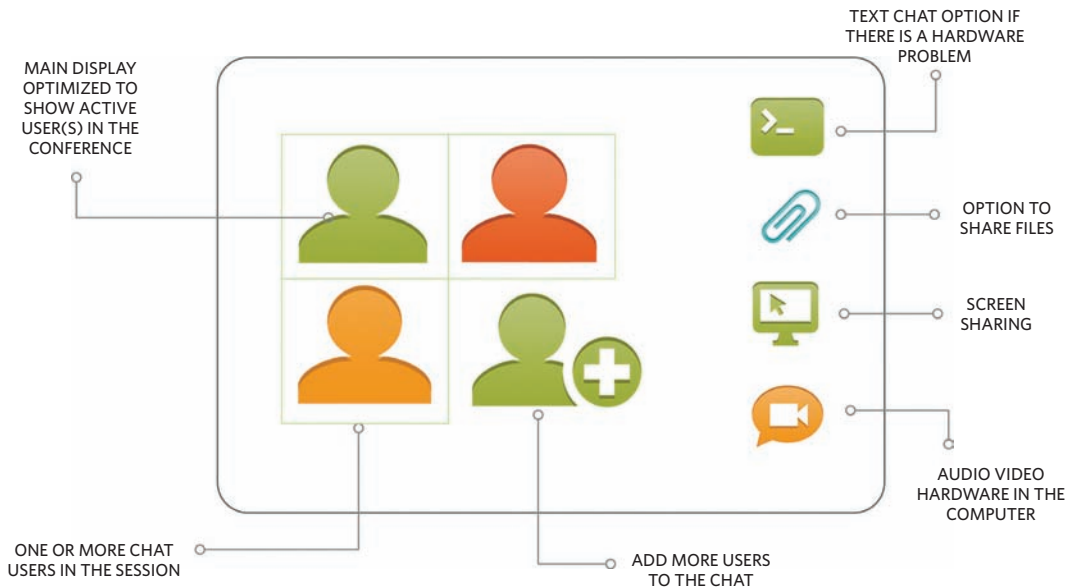 TEXT CHAT OPTION IF
THERE IS A HARDWARE
PROBLEM
MAIN DISPLAY
OPTIMIZED TO
SHOW ACTIVE
USER(S) IN THE
CONFERENCE
>_
OPTION TO
SHARE FILES
SCREEN
SHARING
AUDIO VIDEO
HARDWARE IN THE
COMPUTER
ONE OR MORE CHAT
USERS IN THE SESSION
ADD MORE USERS
TO THE CHAT